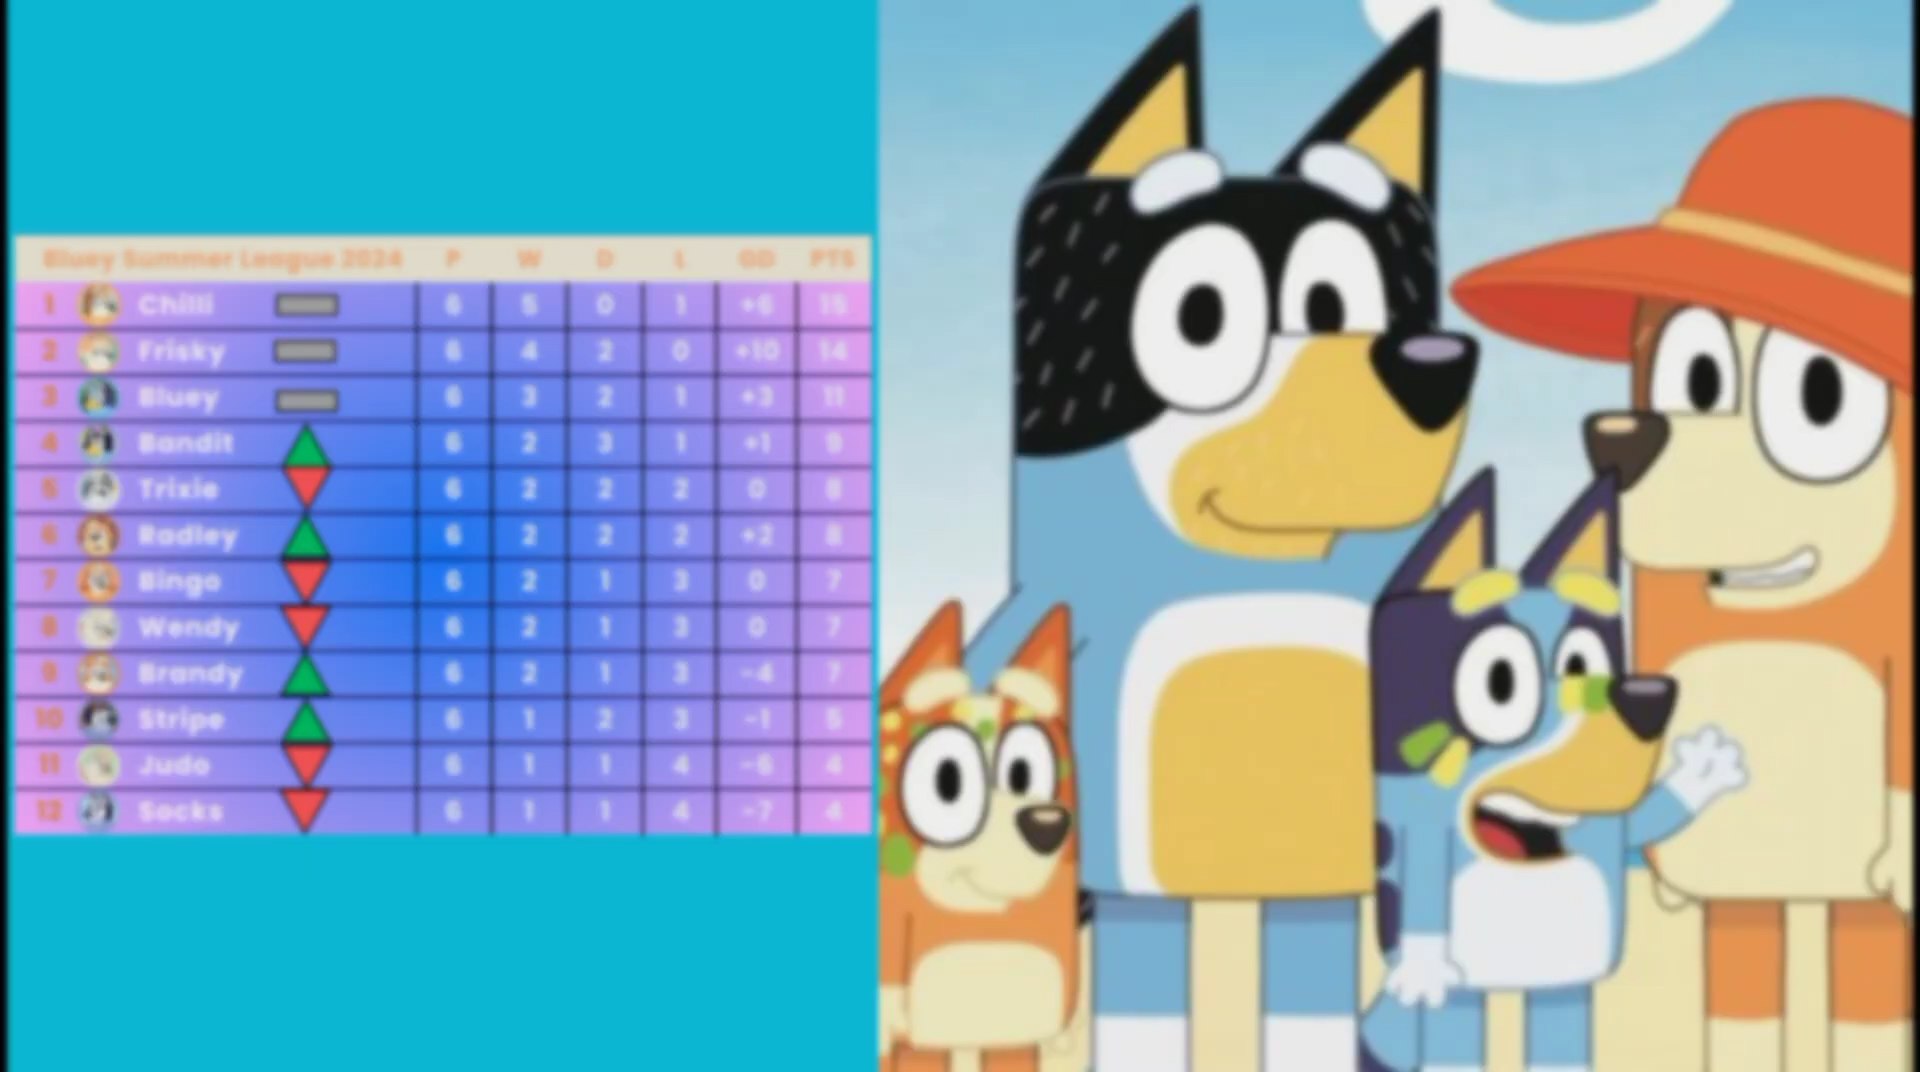 Bluey Summer League 2024 P W D L GD PTS
1 Chilli 6 5 0 1 +6 15
2 Frisky 6 4 2 0 +10 14
3 Bluey 6 3 2 1 +3 11
4 Bandit 6 2 3 1 +1 9
5 Trixie 6 2 2 2 0 8
6 Radley 6 2 2 2 +2 8
7 Bingo 6 2 1 3 0 7
8 Wendy 6 2 1 3 0 7
9 Brandy 6 2 1 3 -4 7
10 Stripe 6 1 2 3 -1 5
11 Judo 6 1 1 4 -6 4
12 Socks 6 1 1 4 -7 4